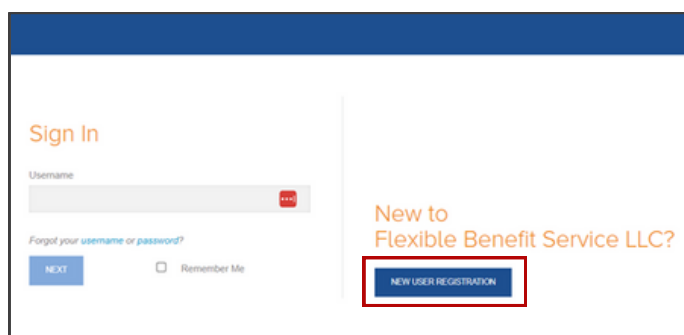 Sign In
Username
Forgot your username or password?
NEXT
Remember Me
New to
Flexible Benefit Service LLC?
NEW USER REGISTRATION